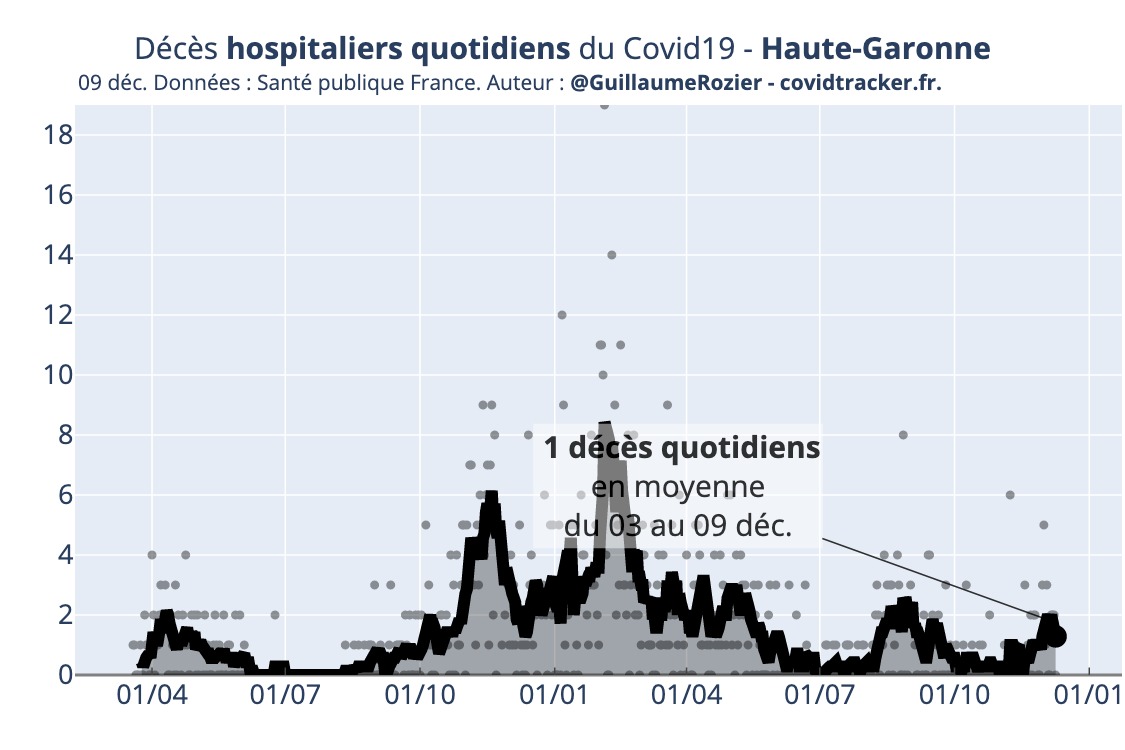 Décès hospitaliers quotidiens du Covid19 - Haute-Garonne
09 déc. Données : Santé publique France. Auteur : @GuillaumeRozier - covidtracker.fr.
18
16
14
12
10
8
6
4
2
0
1 décès quotidiens
en moyenne
du 03 au 09 déc.
01/04 01/07 01/10 01/01 01/04 01/07 01/10 01/01